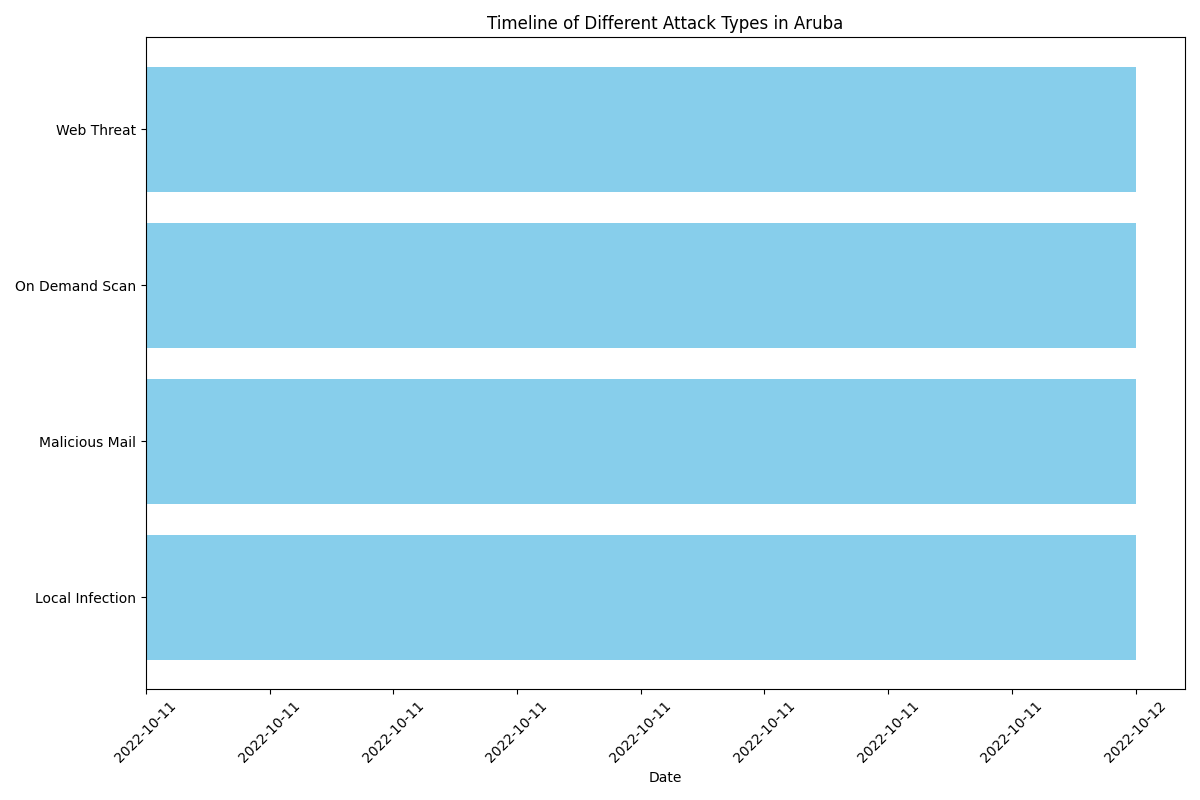 Timeline of Different Attack Types in Aruba
Web Threat
On Demand Scan
Malicious Mail
Local Infection
2022-10-11
2022-10-11
2022-10-11
2022-10-11
2022-10-11
2022-10-11
2022-10-11
2022-10-11
2022-10-12
Date